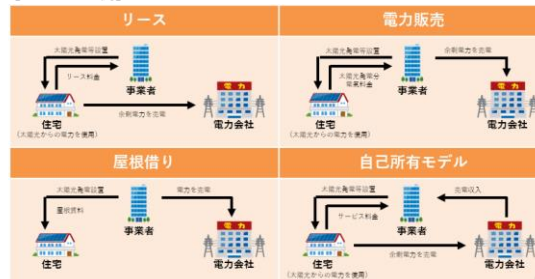 リース
太陽光発電等設置
リース料金
事業者
電力
余剰電力を売電
住宅
電力会社
(太陽光からの電力を使用)
電力販売
太陽光発電等設置
太陽光発電分
電気料金
余剰電力を売電
事業者
電力
住宅
電力会社
(太陽光からの電力を使用)
屋根借り
太陽光発電等設置
屋根賃料
電力を売電
事業者
電力
住宅
電力会社
自己所有モデル
太陽光発電等設置
サービス料金
売電収入
事業者
電力
余剰電力を売電
住宅
電力会社
(太陽光からの電力を使用)